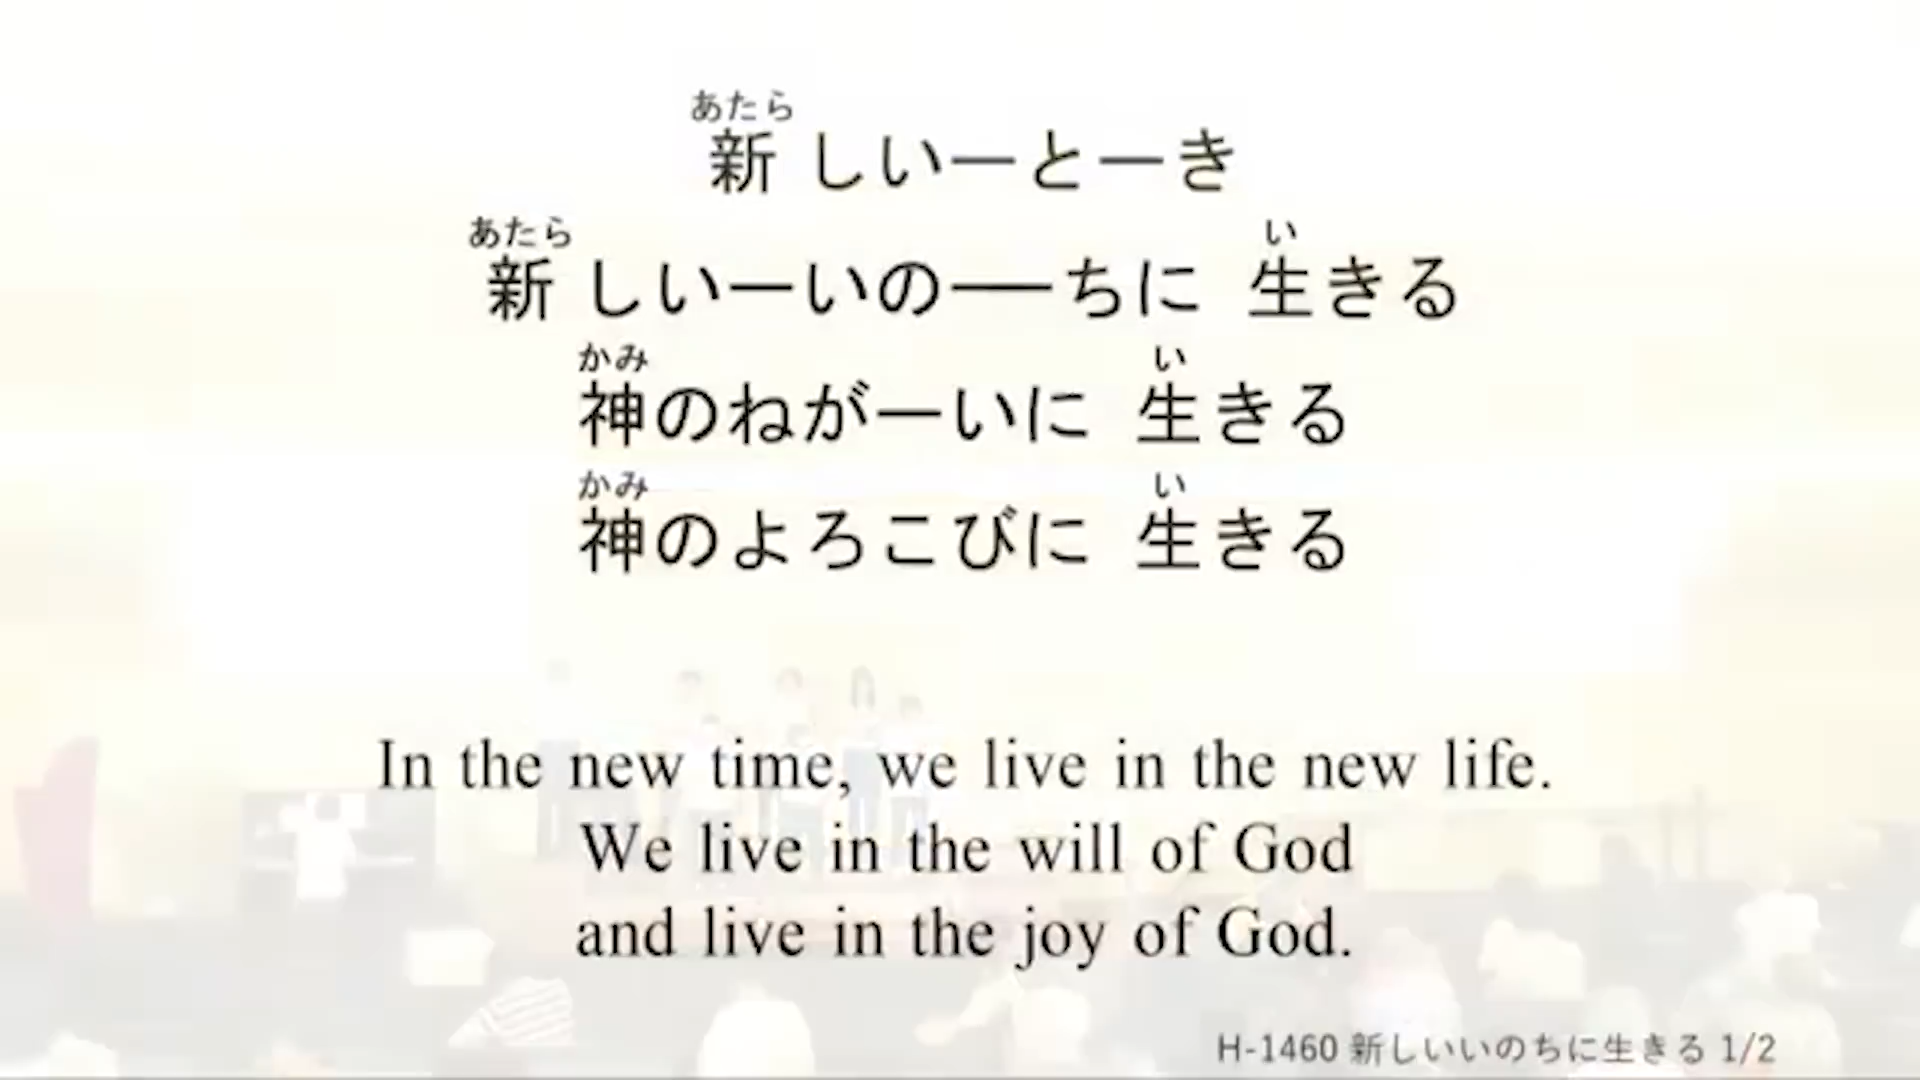 あたら
新しいーとーき
あたら い
新しいーいのーーちに 生きる
かみ い
神のねがーいに 生きる
かみ い
神のよろこびに 生きる
In the new time, we live in the new life.
We live in the will of God
and live in the joy of God.
H-1460 新しいいのちに生きる 1/2